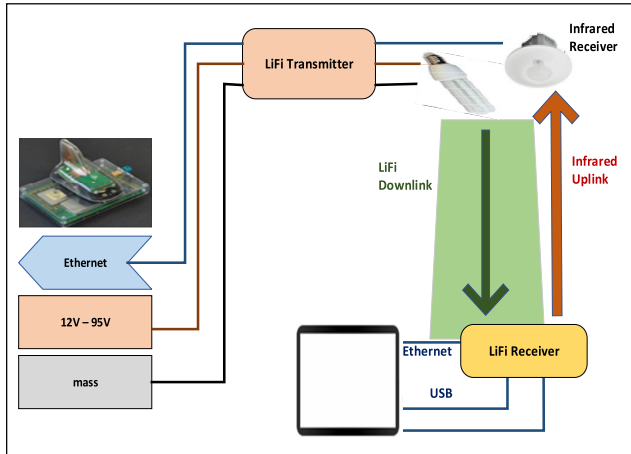 Infrared
Receiver
LiFi Transmitter
LiFi
Downlink
Infrared
Uplink
Ethernet
12V – 95V
mass
Ethernet
LiFi Receiver
USB